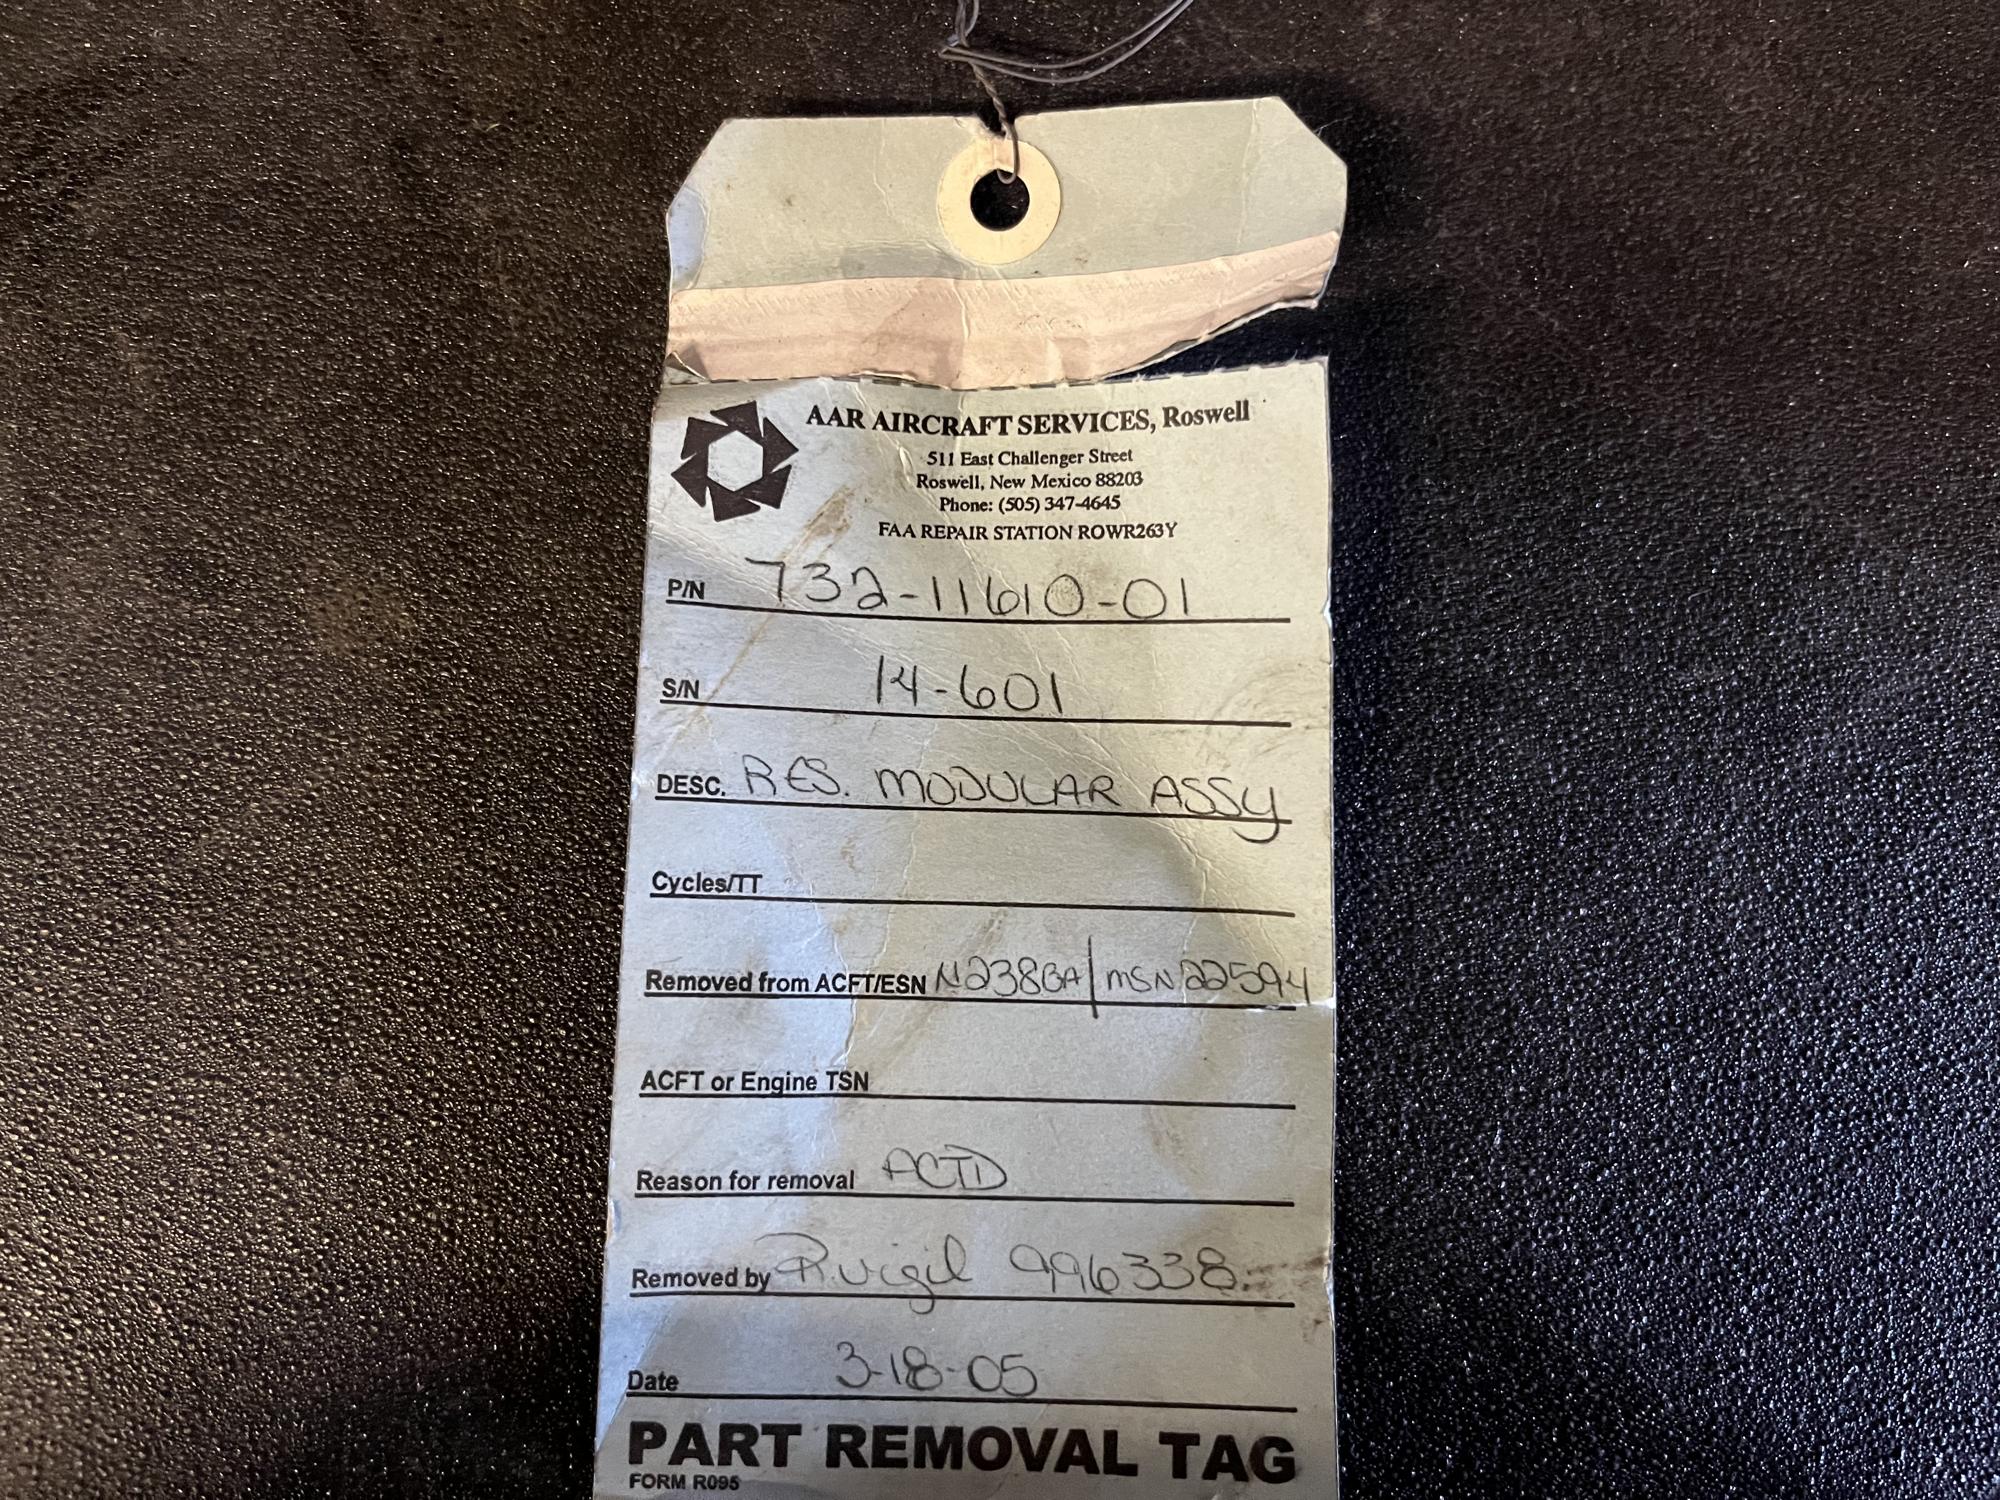 AAR AIRCRAFT SERVICES, Roswell
511 East Challenger Street
Roswell, New Mexico 88203
Phone: (505) 347-4645
FAA REPAIR STATION ROWR263Y
P/N 732-11610-01
S/N 14-601
DESC. RES. MODULAR ASSY
Cycles/TT
Removed from ACFT/ESN N238GA/MSN 22594
ACFT or Engine TSN
Reason for removal ACTD
Removed by R.Vigil 996338
Date 3-18-05
PART REMOVAL TAG
FORM R095